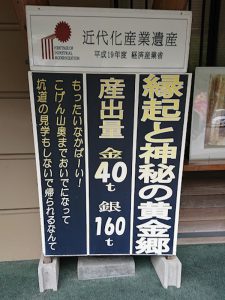 HERITAGE OF INDUSTRIAL MODERNIZATION
近代化産業遺産
平成19年度 経済産業省
縁起と神秘の黄金郷
産出量 金40t 銀160t
もったいなかばーい!
こげん山奥までおいでになって
坑道の見学もしないで帰られるなんて